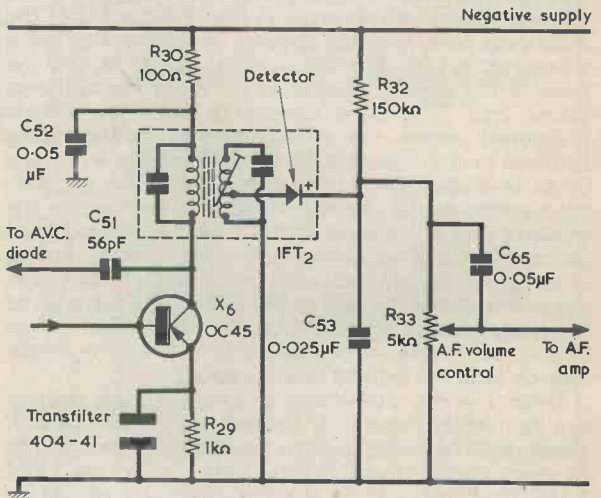 Negative supply
R30
100Ω
Detector
R32
150kΩ
C52
0·05
μF
To A.V.C.
diode
C51
56pF
IFT2
C65
0·05μF
X6
OC45
C53
0·025μF
R33
5kΩ
A.F. volume
control
To A.F.
amp
Transfilter
404-41
R29
1kΩ
+